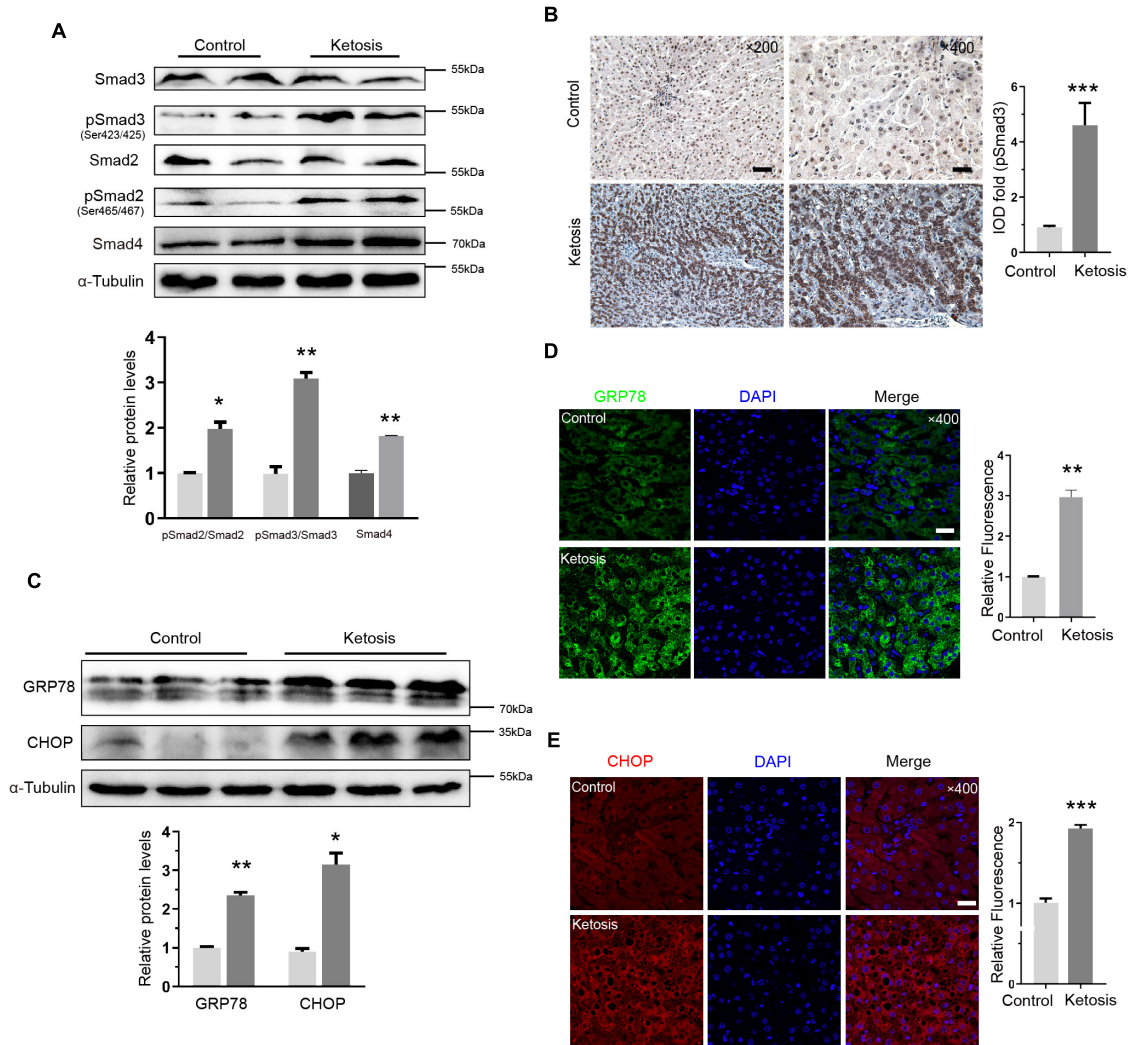 A
Control Ketosis
Smad3
55kDa
pSmad3
(Ser423/425)
55kDa
Smad2
55kDa
pSmad2
(Ser465/467)
55kDa
Smad4
70kDa
α-Tubulin
55kDa
Relative protein levels
4
3
2
1
0
*
**
**
pSmad2/Smad2 pSmad3/Smad3 Smad4
B
Control
×200
×400
Ketosis
IOD fold (pSmad3)
6
4
2
0
***
Control Ketosis
C
Control Ketosis
GRP78
70kDa
CHOP
35kDa
α-Tubulin
55kDa
Relative protein levels
4
3
2
1
0
**
*
GRP78 CHOP
D
GRP78 DAPI Merge
Control
×400
Ketosis
Relative Fluorescence
4
3
2
1
0
**
Control Ketosis
E
CHOP DAPI Merge
Control
×400
Ketosis
Relative Fluorescence
2
1
0
***
Control Ketosis